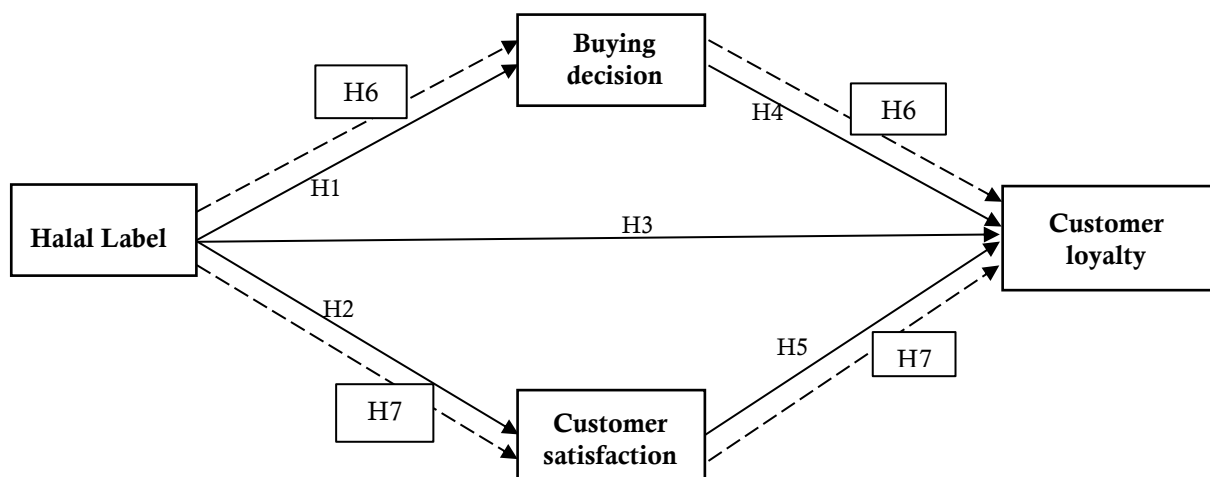 Buying
decision
H6
H6
H4
H1
Halal Label
H3
Customer
loyalty
H2
H5
H7
H7
Customer
satisfaction